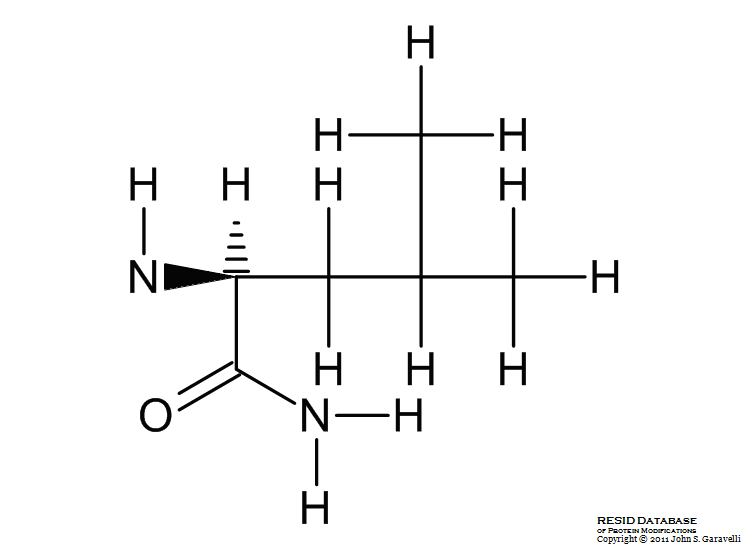 H
H H
H H H H
N H
H H H
O N H
H
RESID DATABASE
OF PROTEIN MODIFICATIONS
Copyright © 2011 John S. Garavelli